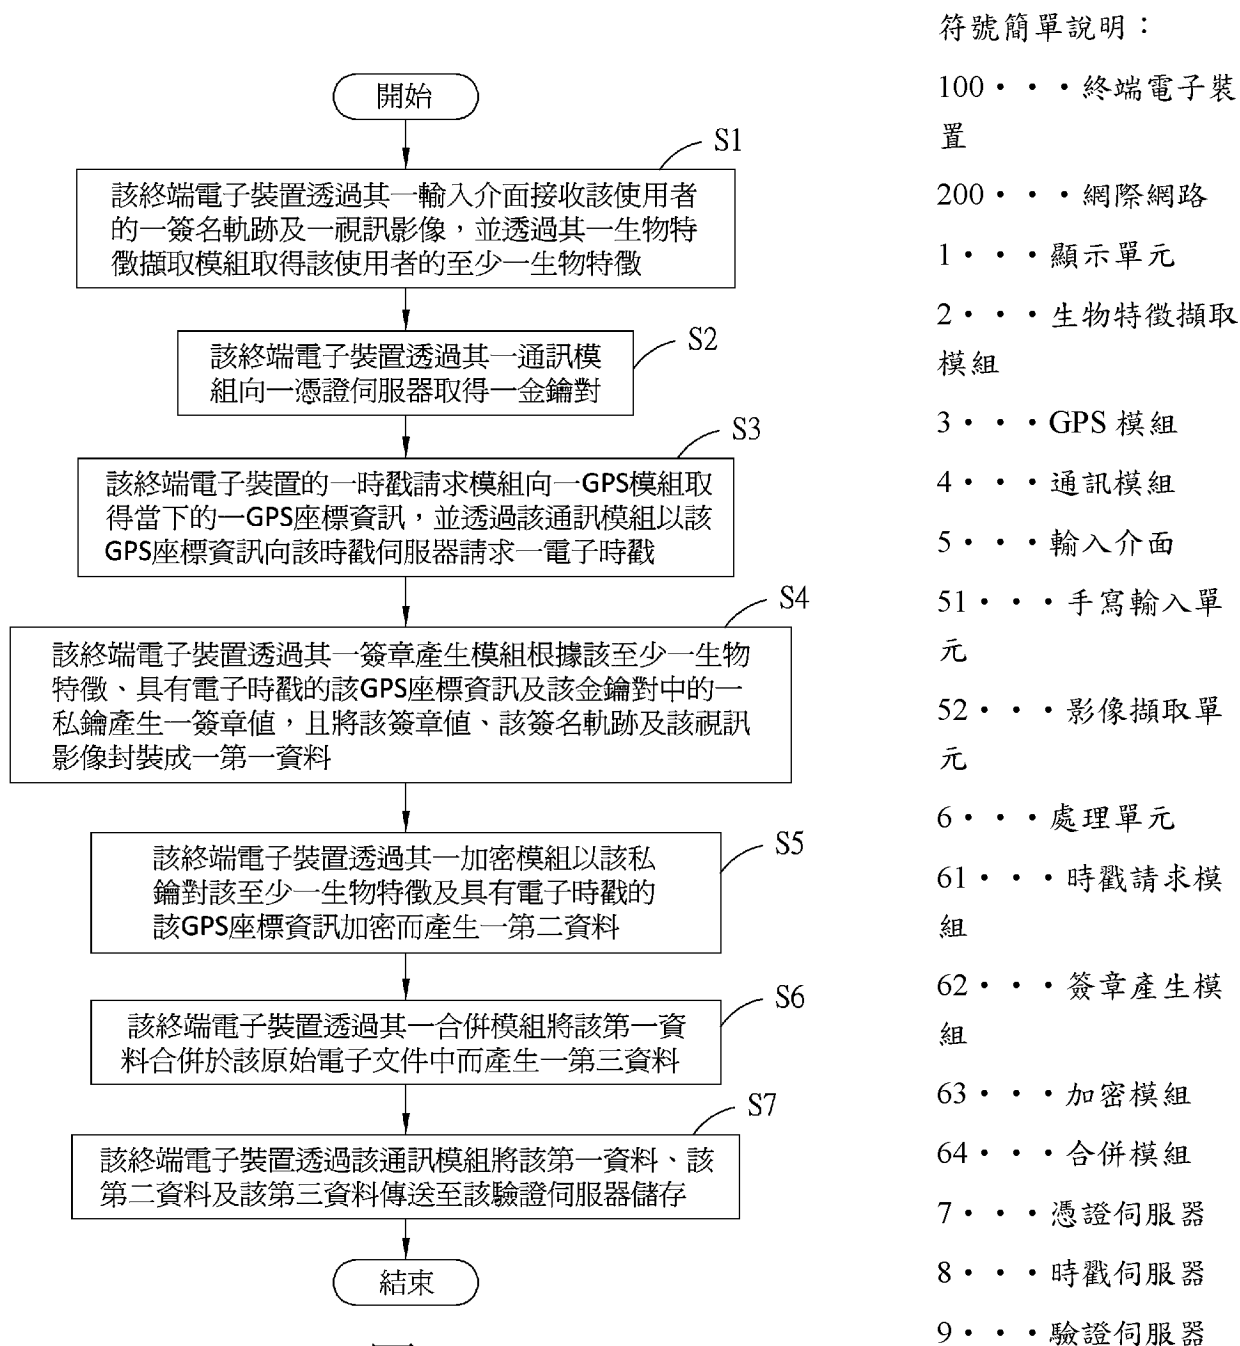 開始
S1
該終端電子裝置透過其一輸入介面接收該使用者
的一簽名軌跡及一視訊影像，並透過其一生物特
徵擷取模組取得該使用者的至少一生物特徵
S2
該終端電子裝置透過其一通訊模
組向一憑證伺服器取得一金鑰對
S3
該終端電子裝置的一時戳請求模組向一GPS模組取
得當下的一GPS座標資訊，並透過該通訊模組以該
GPS座標資訊向該時戳伺服器請求一電子時戳
S4
該終端電子裝置透過其一簽章產生模組根據該至少一生物
特徵、具有電子時戳的該GPS座標資訊及該金鑰對中的一
私鑰產生一簽章值，且將該簽章值、該簽名軌跡及該視訊
影像封裝成一第一資料
S5
該終端電子裝置透過其一加密模組以該私
鑰對該至少一生物特徵及具有電子時戳的
該GPS座標資訊加密而產生一第二資料
S6
該終端電子裝置透過其一合併模組將該第一資
料合併於該原始電子文件中而產生一第三資料
S7
該終端電子裝置透過該通訊模組將該第一資料、該
第二資料及該第三資料傳送至該驗證伺服器儲存
結束
符號簡單說明：
100・・・終端電子裝
置
200・・・網際網路
1・・・顯示單元
2・・・生物特徵擷取
模組
3・・・GPS 模組
4・・・通訊模組
5・・・輸入介面
51・・・手寫輸入單
元
52・・・影像擷取單
元
6・・・處理單元
61・・・時戳請求模
組
62・・・簽章產生模
組
63・・・加密模組
64・・・合併模組
7・・・憑證伺服器
8・・・時戳伺服器
9・・・驗證伺服器